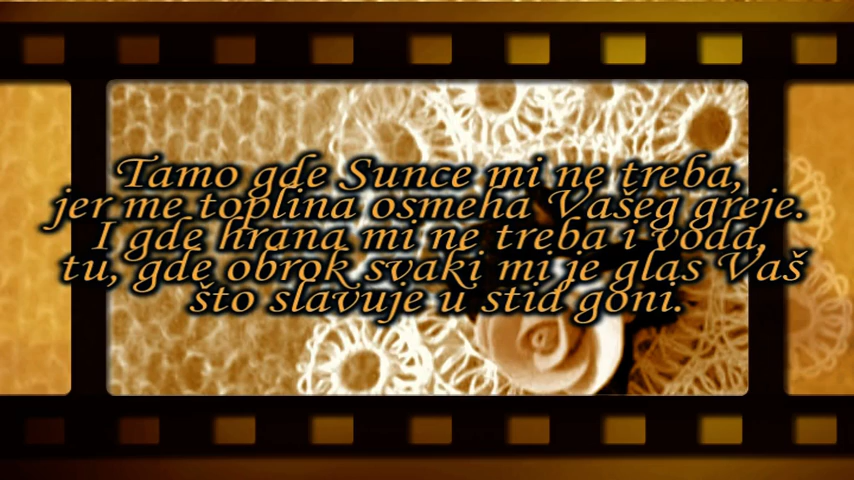 Tamo gde Sunce mi ne treba,
jer me toplina osmeha Vašeg greje.
I gde hrana mi ne treba i voda,
tu, gde obrok svaki mi je glas Vaš
što slavuje u stid goni.